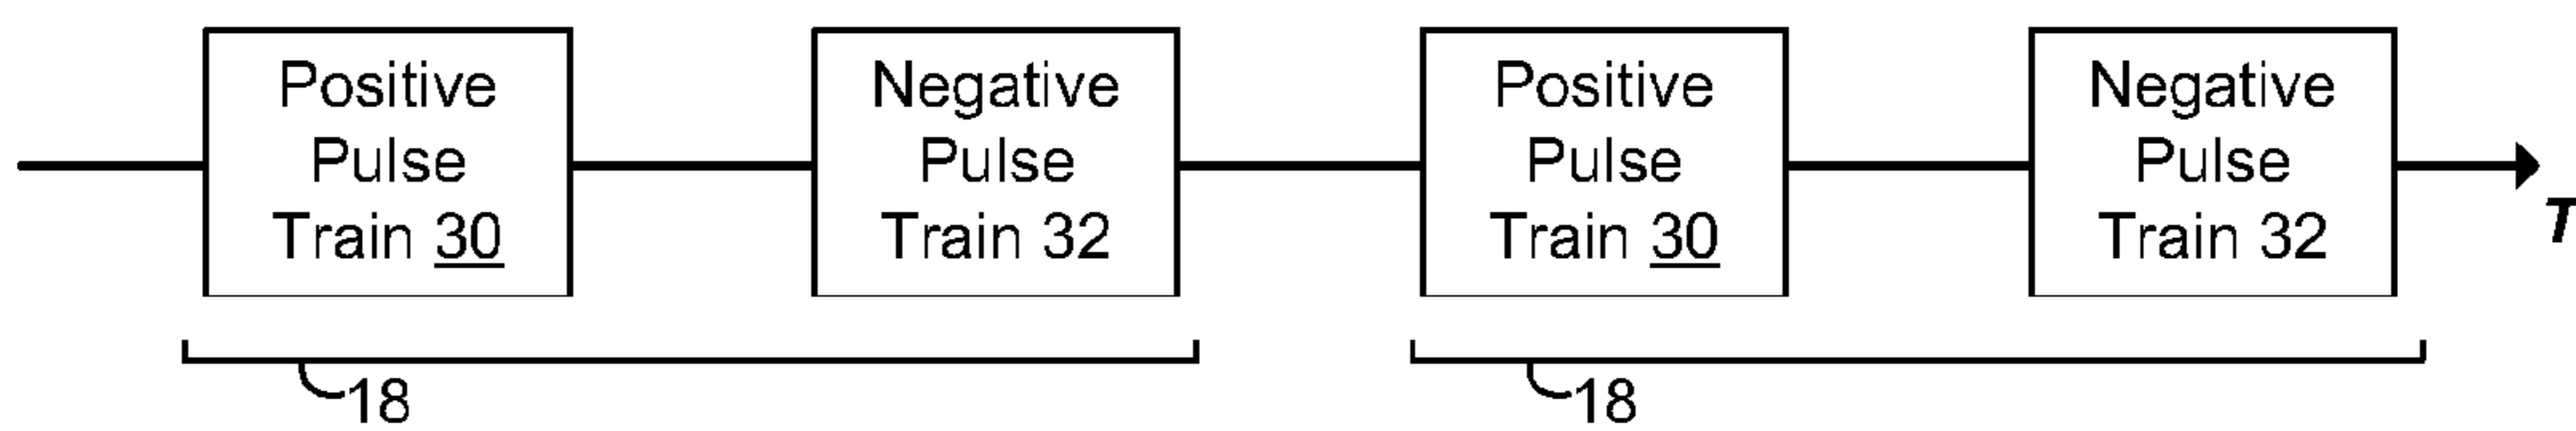 Positive
Pulse
Train 30
Negative
Pulse
Train 32
Positive
Pulse
Train 30
Negative
Pulse
Train 32
T
18
18